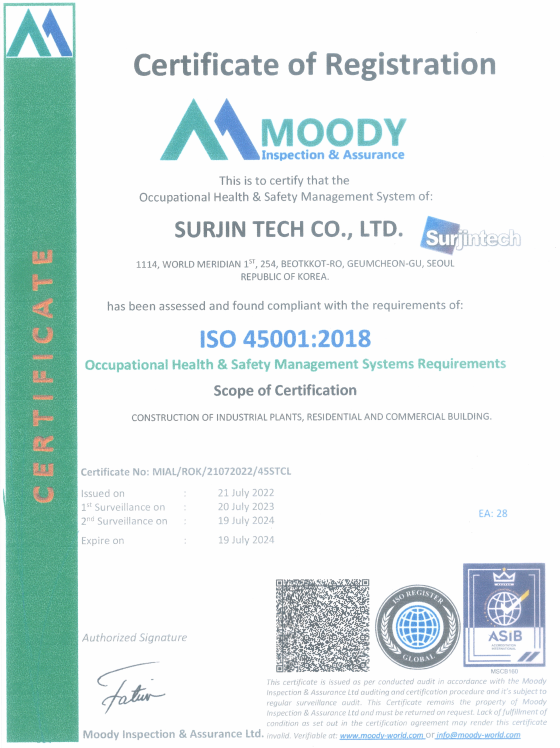 Certificate of Registration
MOODY
Inspection & Assurance
This is to certify that the
Occupational Health & Safety Management System of:
SURJIN TECH CO., LTD.
Surjintech
1114, WORLD MERIDIAN 1ST, 254, BEOTKKOT-RO, GEUMCHEON-GU, SEOUL
REPUBLIC OF KOREA.
has been assessed and found compliant with the requirements of:
ISO 45001:2018
Occupational Health & Safety Management Systems Requirements
Scope of Certification
CONSTRUCTION OF INDUSTRIAL PLANTS, RESIDENTIAL AND COMMERCIAL BUILDING.
CERTIFICATE
Certificate No: MIAL/ROK/21072022/45STCL
Issued on : 21 July 2022
1st Surveillance on : 20 July 2023
2nd Surveillance on : 19 July 2024
Expire on : 19 July 2024
EA: 28
ISO REGISTER
GLOBAL
ASIB
ACCREDITATION
INTERNATIONAL
MSCB160
Authorized Signature
Fatim
Moody Inspection & Assurance Ltd.
This certificate is issued as per conducted audit in accordance with the Moody
Inspection & Assurance Ltd auditing and certification procedure and it's subject to
regular surveillance audit. This Certificate remains the property of Moody
Inspection & Assurance Ltd and must be returned on request. Lack of fulfillment of
condition as set out in the certification agreement may render this certificate
invalid. Verifiable at: www.moody-world.com or info@moody-world.com